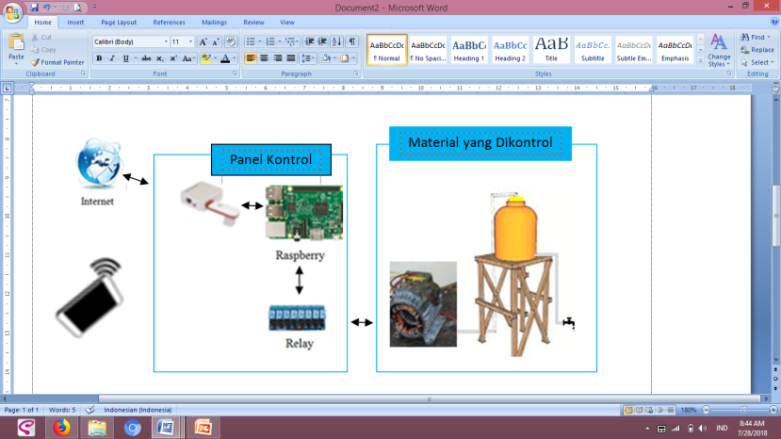 Document2 - Microsoft Word
Home Insert Page Layout References Mailings Review View
Cut
Copy
Format Painter
Paste
Clipboard
Calibri (Body) 11
Font
Paragraph
AaBbCcDc AaBbCcDc AaBbCc AaBbCc AaB AaBbCc. AaBbCcDc AaBbCcDc
¶ Normal ¶ No Spaci... Heading 1 Heading 2 Title Subtitle Subtle Em... Emphasis
Change Styles
Styles
Find
Replace
Select
Editing
Panel Kontrol
Material yang Dikontrol
Internet
Raspberry
Relay
Page: 1 of 1 Words: 5 Indonesian (Indonesia)
IND
8:44 AM
7/28/2018